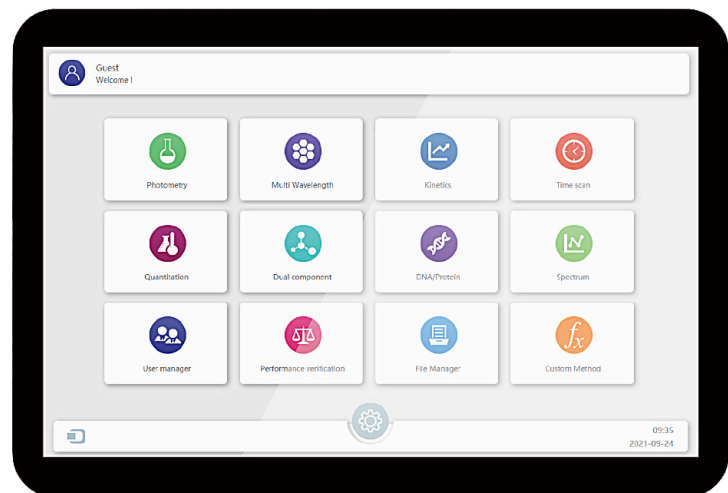 Guest
Welcome !
Photometry
Multi Wavelength
Kinetics
Time scan
Quantitation
Dual component
DNA/Protein
Spectrum
User manager
Performance verification
File Manager
Custom Method
09:35
2021-09-24